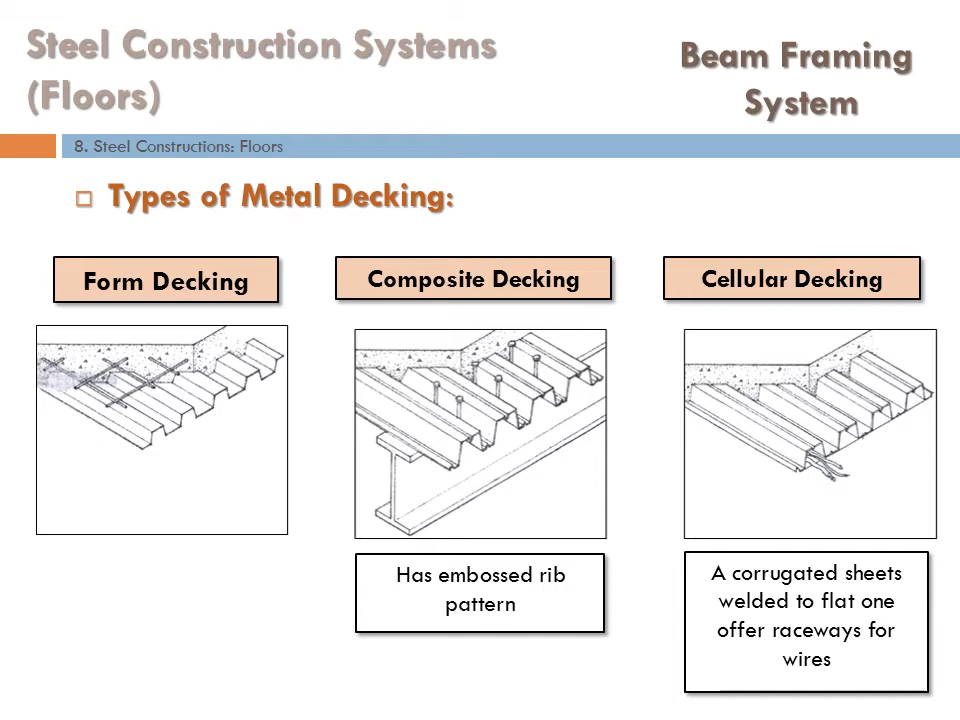 Steel Construction Systems
(Floors)
Beam Framing
System
8. Steel Constructions: Floors
Types of Metal Decking:
Form Decking
Composite Decking
Cellular Decking
Has embossed rib
pattern
A corrugated sheets
welded to flat one
offer raceways for
wires